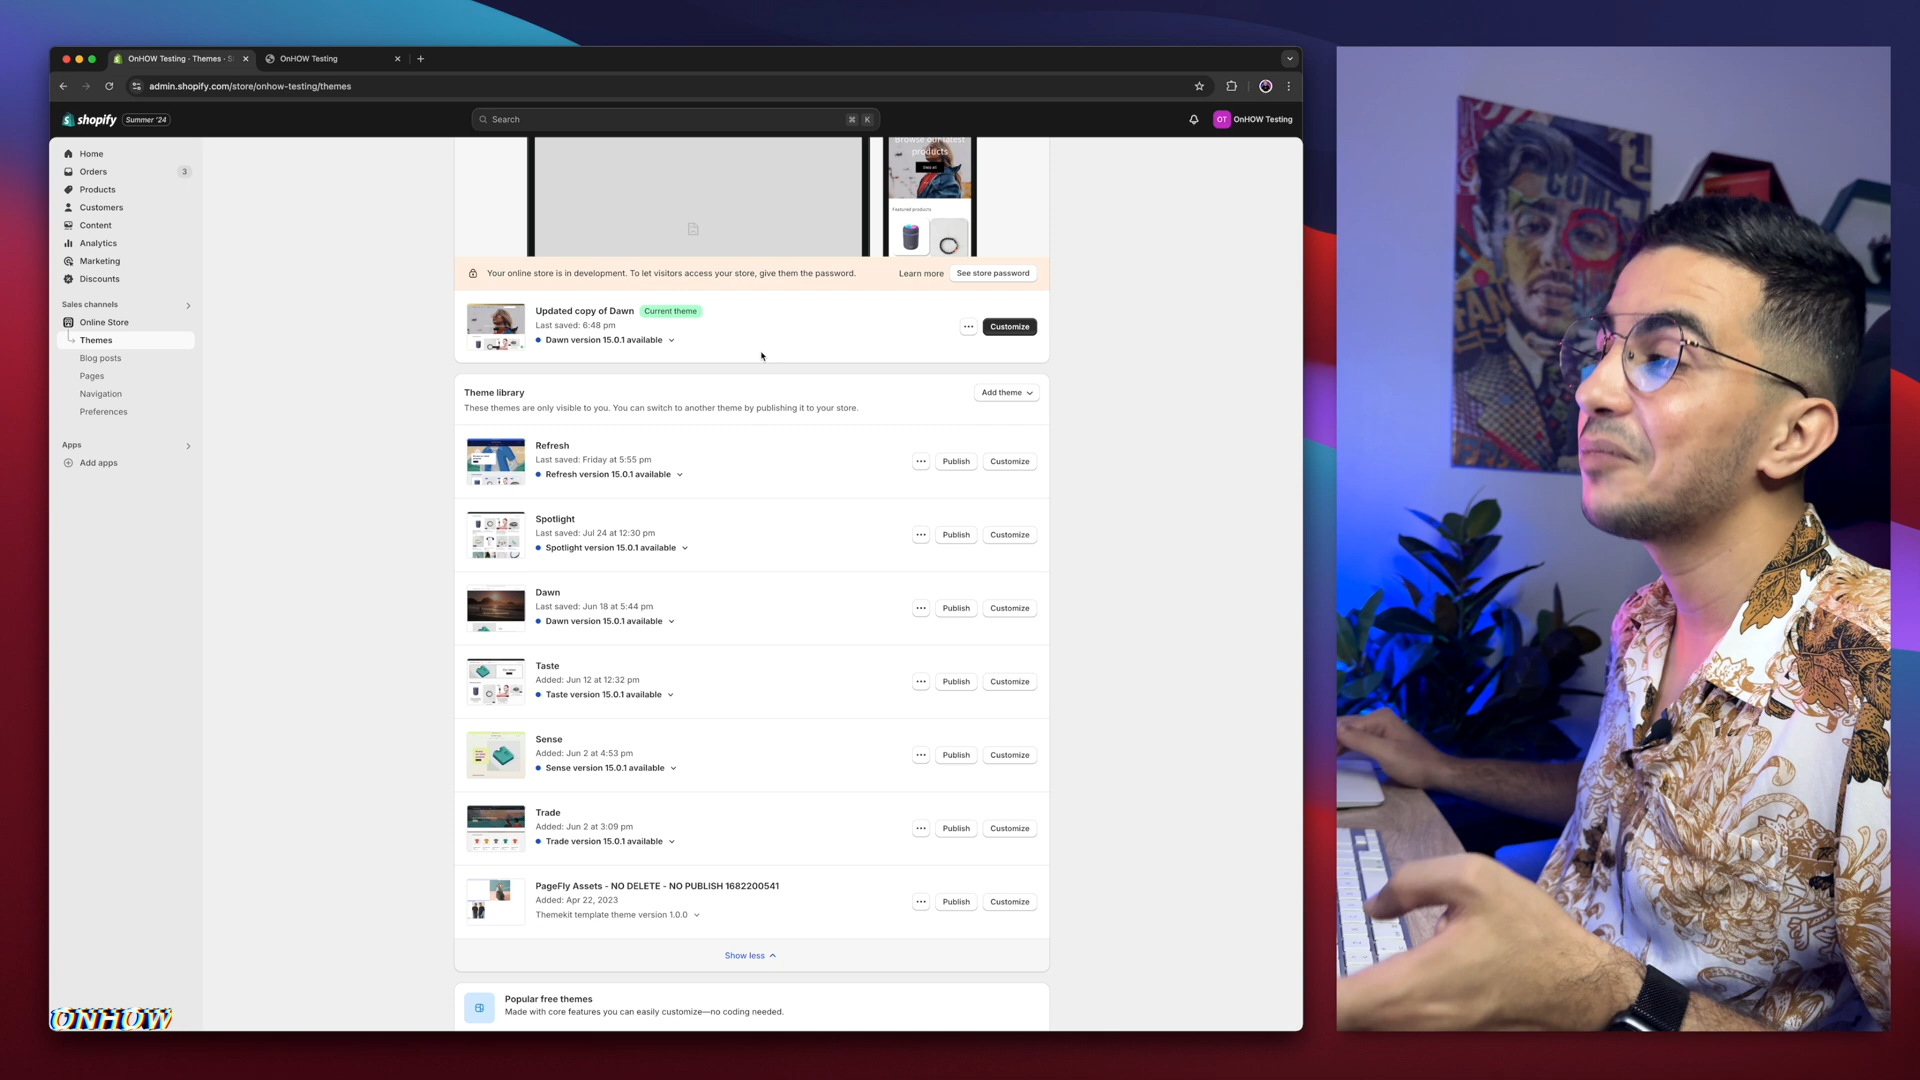 OnHOW Testing · Themes · S
OnHOW Testing
admin.shopify.com/store/onhow-testing/themes
shopify
Summer '24
Search
⌘ K
OT
OnHOW Testing
Home
Orders
3
Products
Customers
Content
Analytics
Marketing
Discounts
Sales channels
Online Store
Themes
Blog posts
Pages
Navigation
Preferences
Apps
Add apps
Browse our latest
products
Featured products
Your online store is in development. To let visitors access your store, give them the password.
Learn more
See store password
Updated copy of Dawn
Current theme
Last saved: 6:48 pm
Dawn version 15.0.1 available
Customize
Theme library
Add theme
These themes are only visible to you. You can switch to another theme by publishing it to your store.
Refresh
Last saved: Friday at 5:55 pm
Refresh version 15.0.1 available
Publish
Customize
Spotlight
Last saved: Jul 24 at 12:30 pm
Spotlight version 15.0.1 available
Publish
Customize
Dawn
Last saved: Jun 18 at 5:44 pm
Dawn version 15.0.1 available
Publish
Customize
Taste
Added: Jun 12 at 12:32 pm
Taste version 15.0.1 available
Publish
Customize
Sense
Added: Jun 2 at 4:53 pm
Sense version 15.0.1 available
Publish
Customize
Trade
Added: Jun 2 at 3:09 pm
Trade version 15.0.1 available
Publish
Customize
PageFly Assets - NO DELETE - NO PUBLISH 1682200541
Added: Apr 22, 2023
Themekit template theme version 1.0.0
Publish
Customize
Show less
Popular free themes
Made with core features you can easily customize—no coding needed.
ONHOW